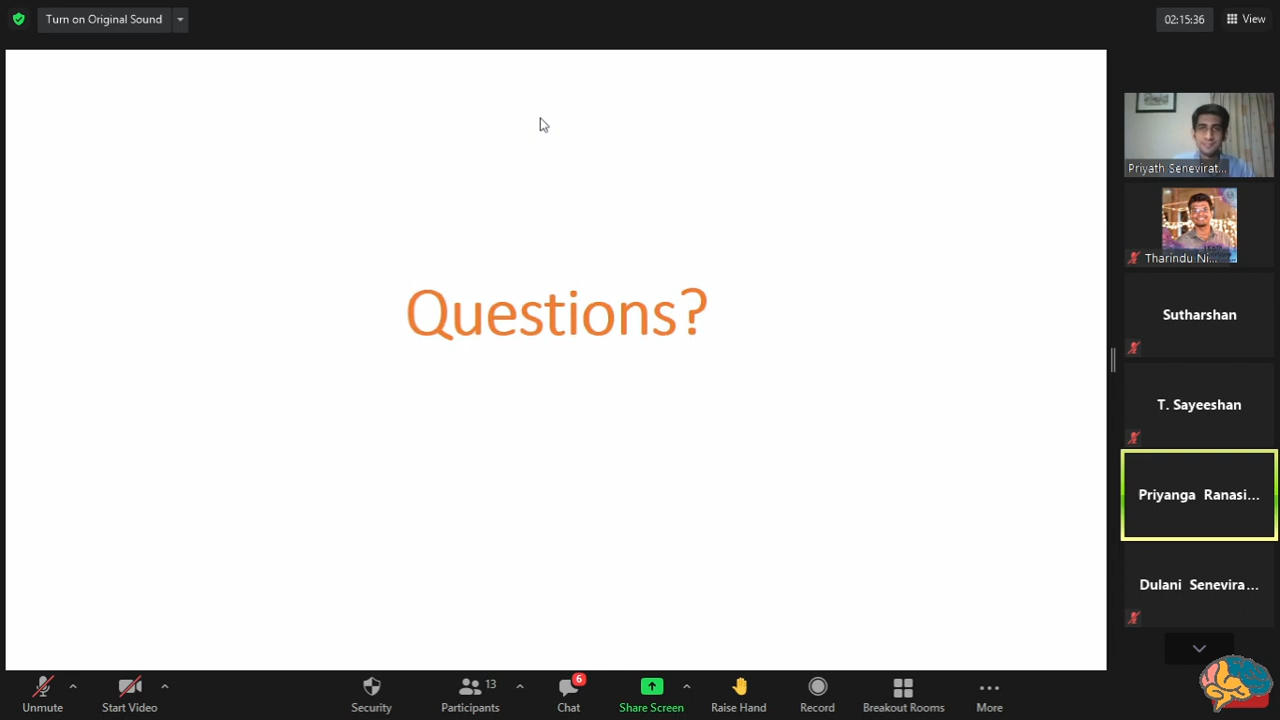 Turn on Original Sound
02:15:36
View
Priyath Senevirat...
Tharindu Ni...
Questions?
Sutharshan
T. Sayeeshan
Priyanga Ranasi...
Dulani Senevira...
Unmute
Start Video
Security
Participants
13
Chat
6
Share Screen
Raise Hand
Record
Breakout Rooms
More